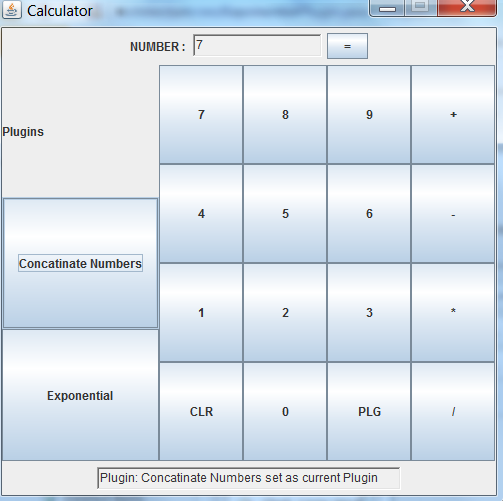 Calculator
NUMBER : 7 =
Plugins
7 8 9 +
4 5 6 -
Concatinate Numbers
1 2 3 *
Exponential
CLR 0 PLG /
Plugin: Concatinate Numbers set as current Plugin